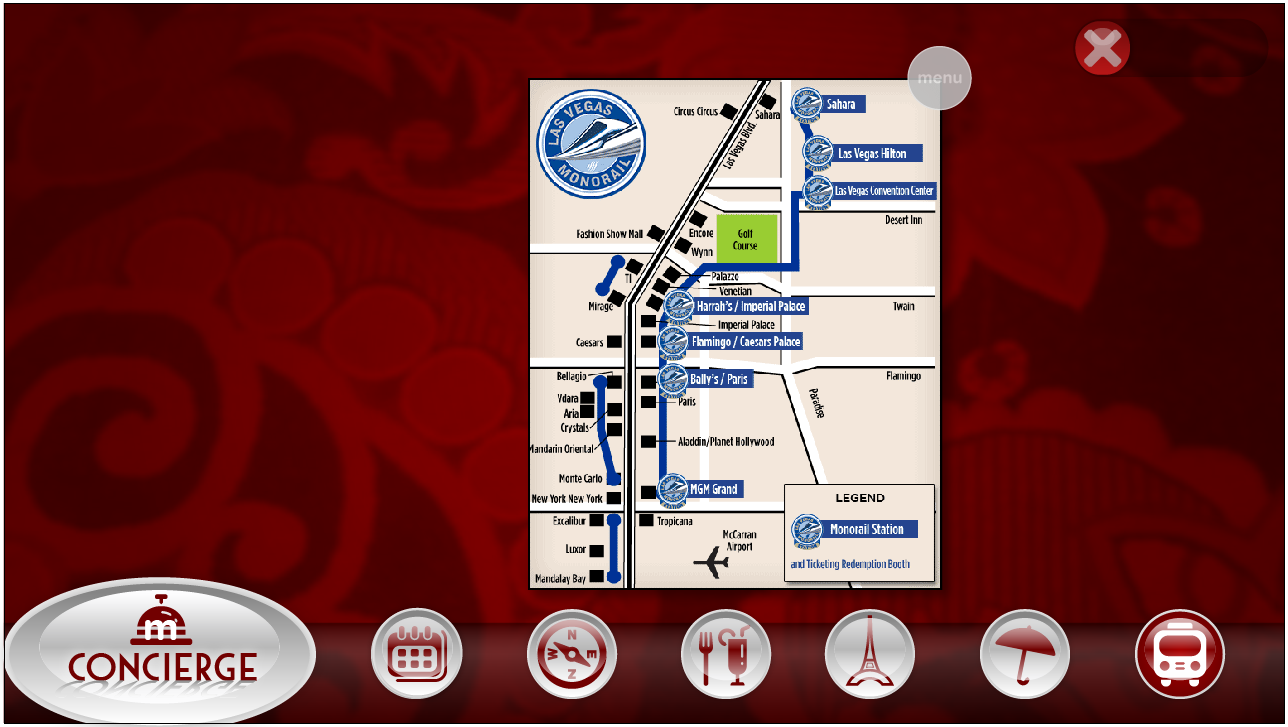 menu
LAS VEGAS
MONORAIL
Circus Circus
Sahara
Las Vegas Blvd.
Sahara
Las Vegas Hilton
Las Vegas Convention Center
Desert Inn
Fashion Show Mall
Encore
Wynn
Golf
Course
TI
Palazzo
Venetian
Mirage
Harrah's / Imperial Palace
Twain
Imperial Palace
Caesars
Flamingo / Caesars Palace
Bellagio
Bally's / Paris
Flamingo
Vdara
Paris
Paradise
Aria
Crystals
Aladdin/Planet Hollywood
Mandarin Oriental
Monte Carlo
MGM Grand
New York New York
Excalibur
Tropicana
Luxor
McCarran
Airport
Mandalay Bay
LEGEND
Monorail Station
and Ticketing Redemption Booth
m
CONCIERGE
N
W E
N